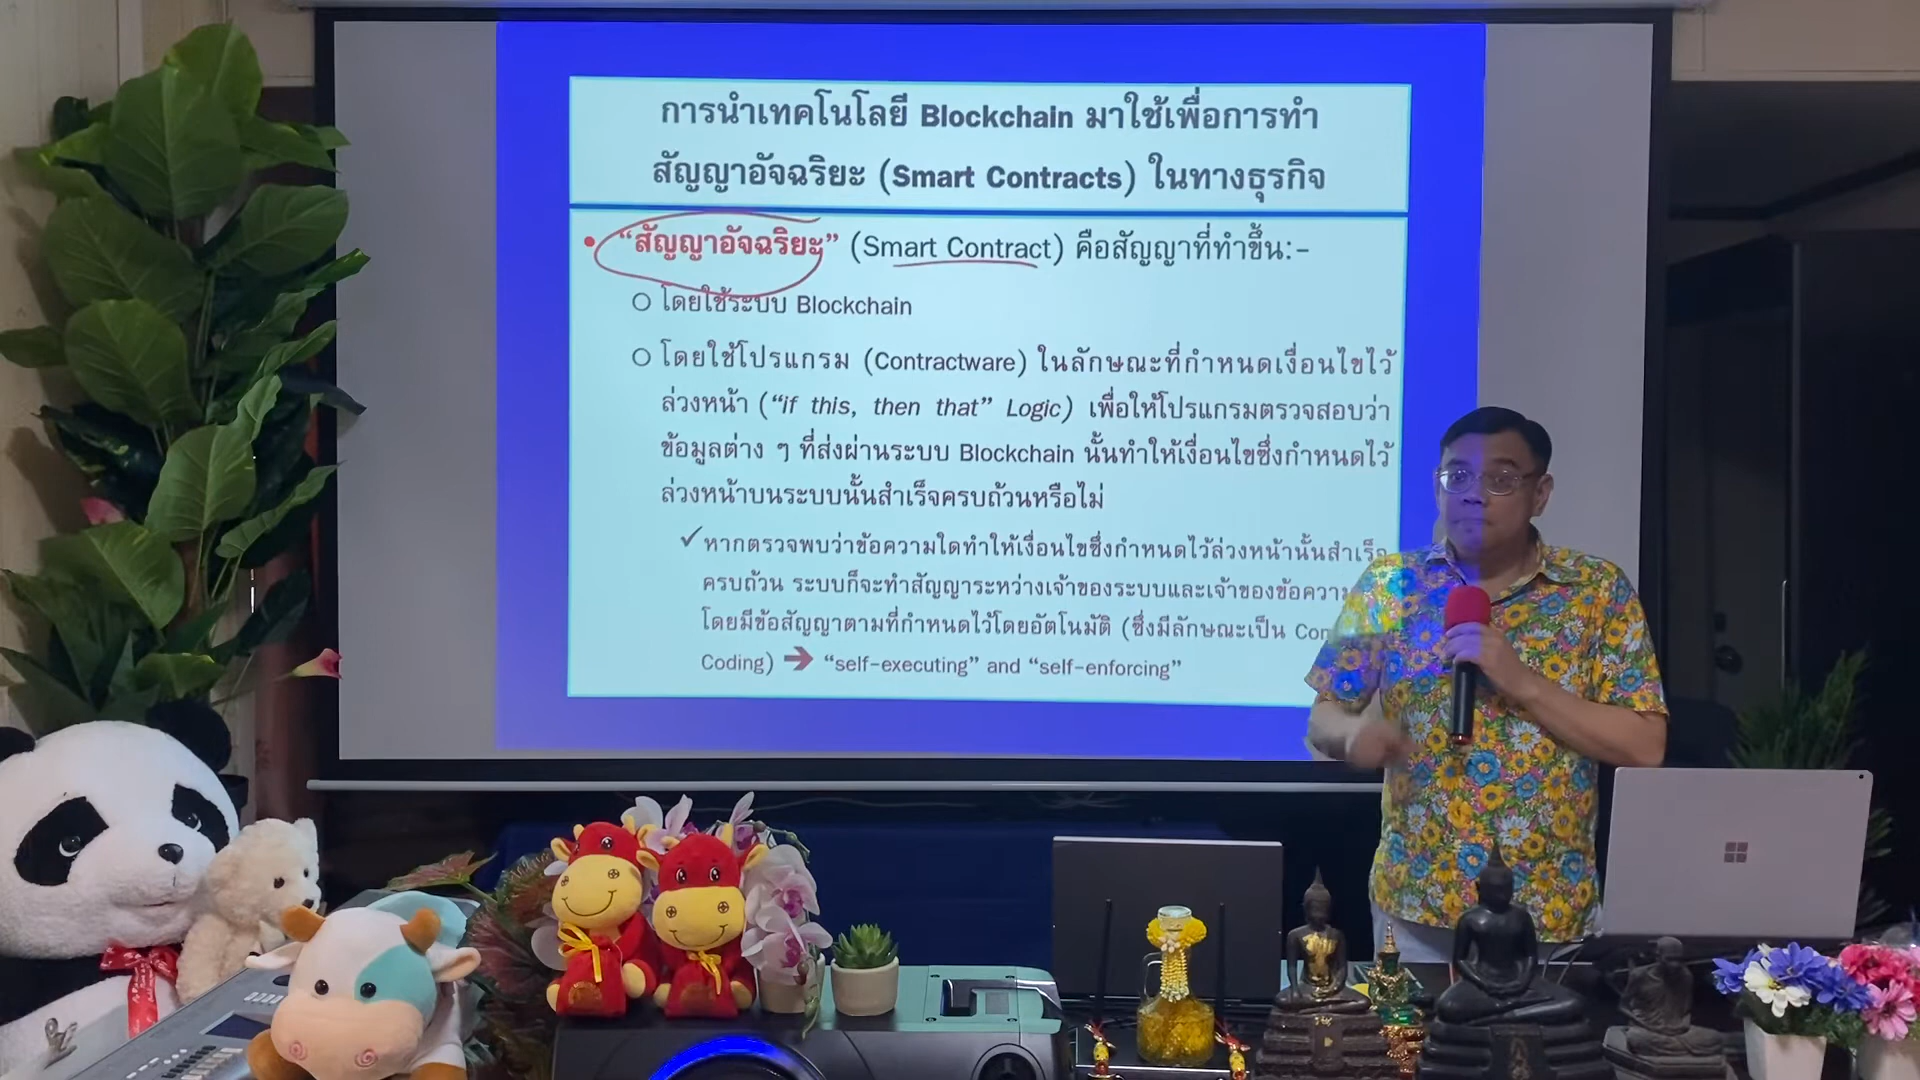 การนำเทคโนโลยี Blockchain มาใช้เพื่อการทำ
สัญญาอัจฉริยะ (Smart Contracts) ในทางธุรกิจ
• “สัญญาอัจฉริยะ” (Smart Contract) คือสัญญาที่ทำขึ้น:-
○ โดยใช้ระบบ Blockchain
○ โดยใช้โปรแกรม (Contractware) ในลักษณะที่กำหนดเงื่อนไขไว้
ล่วงหน้า (“if this, then that” Logic) เพื่อให้โปรแกรมตรวจสอบว่า
ข้อมูลต่าง ๆ ที่ส่งผ่านระบบ Blockchain นั้นทำให้เงื่อนไขซึ่งกำหนดไว้
ล่วงหน้าบนระบบนั้นสำเร็จครบถ้วนหรือไม่
✓ หากตรวจพบว่าข้อความใดทำให้เงื่อนไขซึ่งกำหนดไว้ล่วงหน้านั้นสำเร็จ
ครบถ้วน ระบบก็จะทำสัญญาระหว่างเจ้าของระบบและเจ้าของข้อความ
โดยมีข้อสัญญาตามที่กำหนดไว้โดยอัตโนมัติ (ซึ่งมีลักษณะเป็น
Coding) ➔ “self-executing” and “self-enforcing”